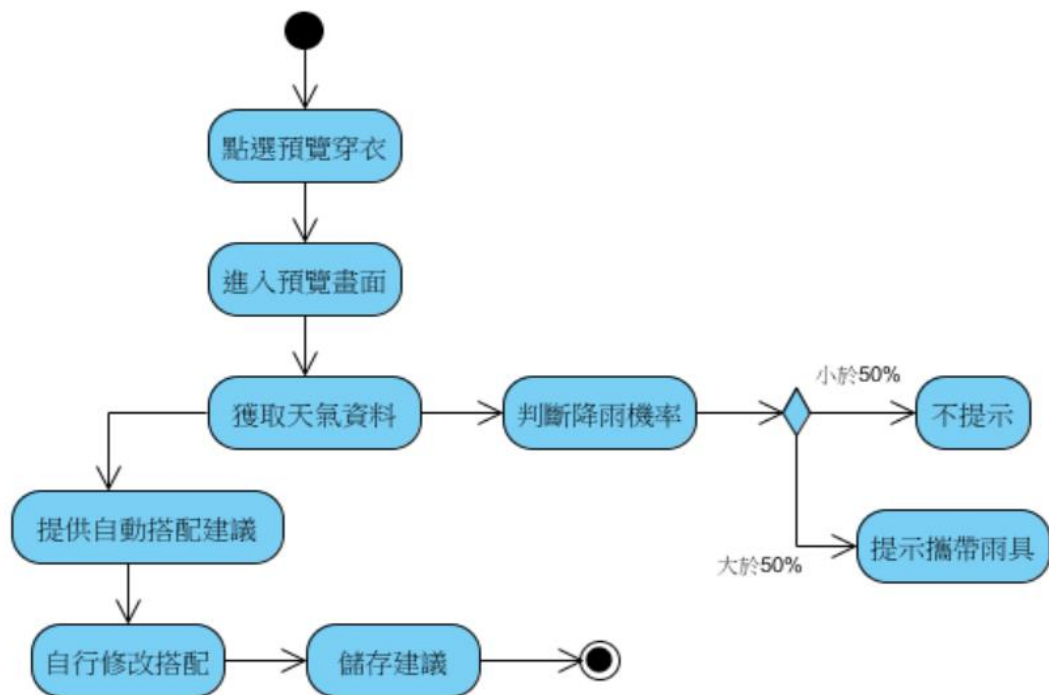 點選預覽穿衣
進入預覽畫面
獲取天氣資料
判斷降雨機率
小於50%
不提示
大於50%
提示攜帶雨具
提供自動搭配建議
自行修改搭配
儲存建議